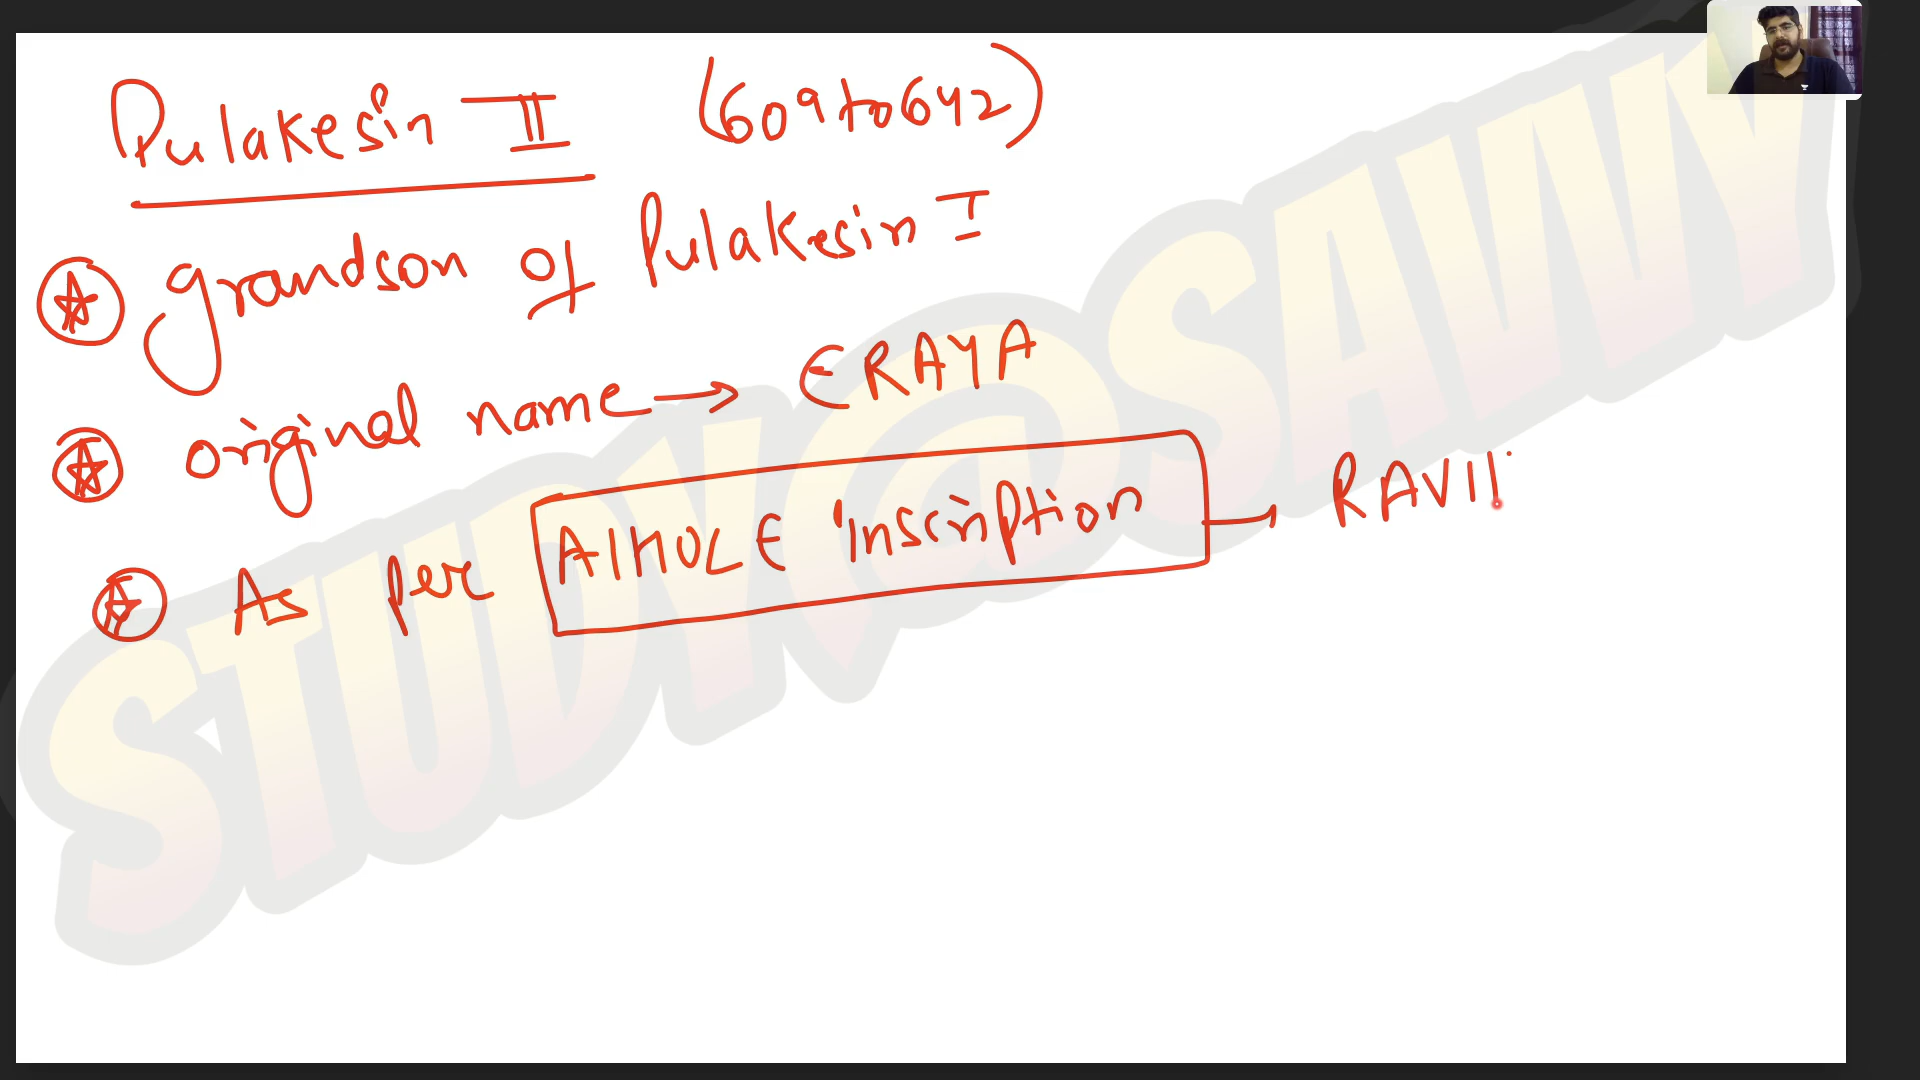 Pulakesin II (609 to 642)
grandson of Pulakesin I
original name → ERAYA
As per AIHOLE Inscription → RAVI
STUDY@SAVVY